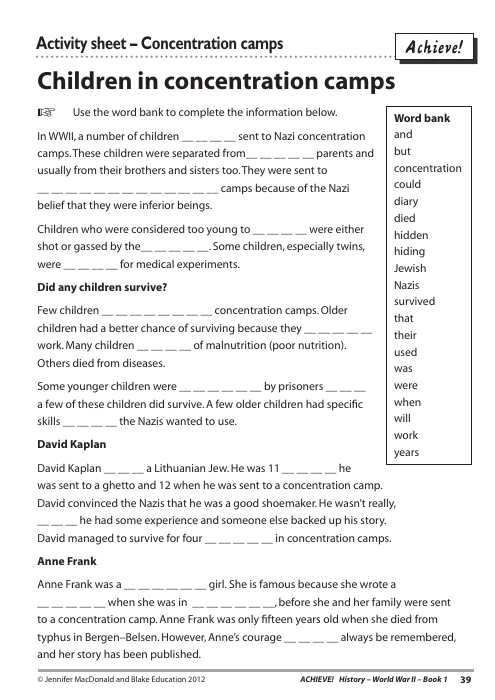 Activity sheet – Concentration camps
Achieve!
Children in concentration camps
☞ Use the word bank to complete the information below.
In WWII, a number of children __ __ __ __ sent to Nazi concentration
camps. These children were separated from__ __ __ __ __ parents and
usually from their brothers and sisters too. They were sent to
__ __ __ __ __ __ __ __ __ __ __ __ __ camps because of the Nazi
belief that they were inferior beings.
Children who were considered too young to __ __ __ __ were either
shot or gassed by the__ __ __ __ __. Some children, especially twins,
were __ __ __ __ for medical experiments.
Did any children survive?
Few children __ __ __ __ __ __ __ __ concentration camps. Older
children had a better chance of surviving because they __ __ __ __ __
work. Many children __ __ __ __ of malnutrition (poor nutrition).
Others died from diseases.
Some younger children were __ __ __ __ __ __ by prisoners __ __ __
a few of these children did survive. A few older children had specific
skills __ __ __ __ the Nazis wanted to use.
David Kaplan
David Kaplan __ __ __ a Lithuanian Jew. He was 11 __ __ __ __ he
was sent to a ghetto and 12 when he was sent to a concentration camp.
David convinced the Nazis that he was a good shoemaker. He wasn't really,
__ __ __ he had some experience and someone else backed up his story.
David managed to survive for four __ __ __ __ __ in concentration camps.
Anne Frank
Anne Frank was a __ __ __ __ __ __ girl. She is famous because she wrote a
__ __ __ __ __ when she was in __ __ __ __ __ __, before she and her family were sent
to a concentration camp. Anne Frank was only fifteen years old when she died from
typhus in Bergen–Belsen. However, Anne's courage __ __ __ __ always be remembered,
and her story has been published.
Word bank
and
but
concentration
could
diary
died
hidden
hiding
Jewish
Nazis
survived
that
their
used
was
were
when
will
work
years
© Jennifer MacDonald and Blake Education 2012
ACHIEVE! History – World War II – Book 1 39